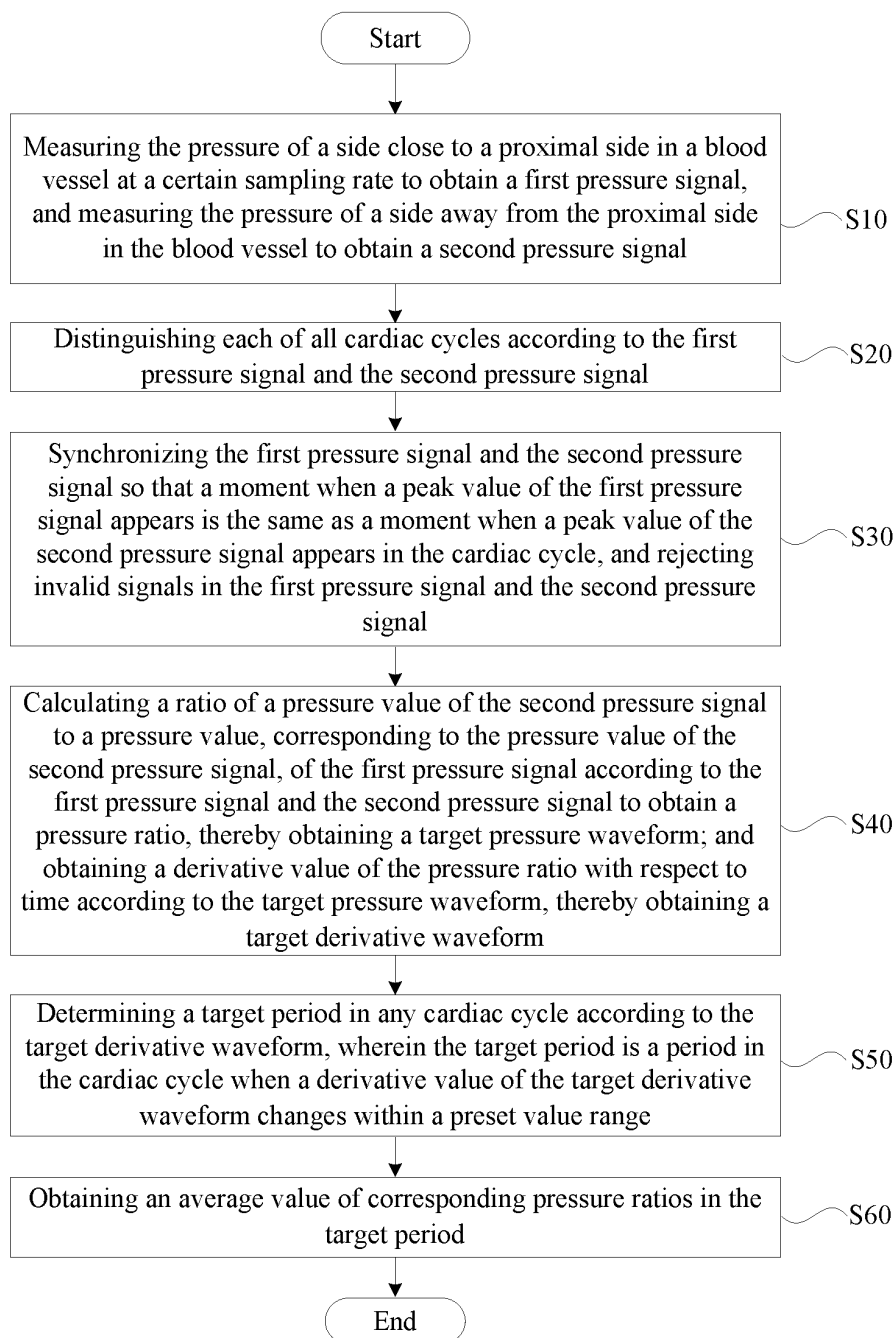 Start
Measuring the pressure of a side close to a proximal side in a blood
vessel at a certain sampling rate to obtain a first pressure signal,
and measuring the pressure of a side away from the proximal side
in the blood vessel to obtain a second pressure signal
S10
Distinguishing each of all cardiac cycles according to the first
pressure signal and the second pressure signal
S20
Synchronizing the first pressure signal and the second pressure
signal so that a moment when a peak value of the first pressure
signal appears is the same as a moment when a peak value of the
second pressure signal appears in the cardiac cycle, and rejecting
invalid signals in the first pressure signal and the second pressure
signal
S30
Calculating a ratio of a pressure value of the second pressure signal
to a pressure value, corresponding to the pressure value of the
second pressure signal, of the first pressure signal according to the
first pressure signal and the second pressure signal to obtain a
pressure ratio, thereby obtaining a target pressure waveform; and
obtaining a derivative value of the pressure ratio with respect to
time according to the target pressure waveform, thereby obtaining a
target derivative waveform
S40
Determining a target period in any cardiac cycle according to the
target derivative waveform, wherein the target period is a period in
the cardiac cycle when a derivative value of the target derivative
waveform changes within a preset value range
S50
Obtaining an average value of corresponding pressure ratios in the
target period
S60
End